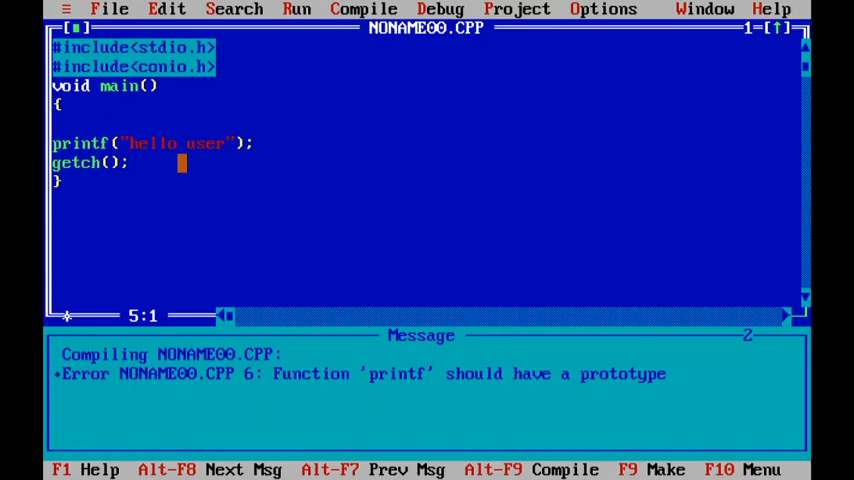 ≡ File Edit Search Run Compile Debug Project Options Window Help
[■] NONAME00.CPP 1=[↑]
#include<stdio.h>
#include<conio.h>
void main()
{
printf("hello user");
getch();
}
5:1
Message 2
Compiling NONAME00.CPP:
•Error NONAME00.CPP 6: Function 'printf' should have a prototype
F1 Help Alt-F8 Next Msg Alt-F7 Prev Msg Alt-F9 Compile F9 Make F10 Menu